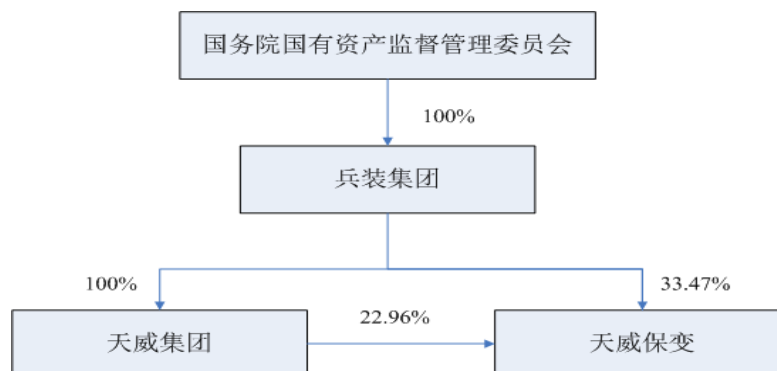 国务院国有资产监督管理委员会
100%
兵装集团
100%
33.47%
天威集团
22.96%
天威保变